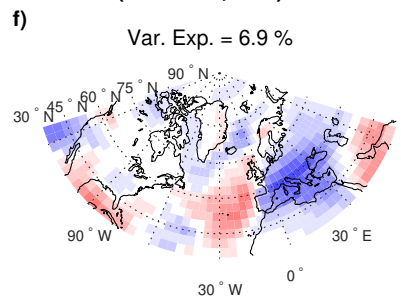 f)
Var. Exp. = 6.9 %
90 ° N
75 ° N
60 ° N
45 ° N
30 ° N
90 ° W
30 ° W
0 °
30 ° E